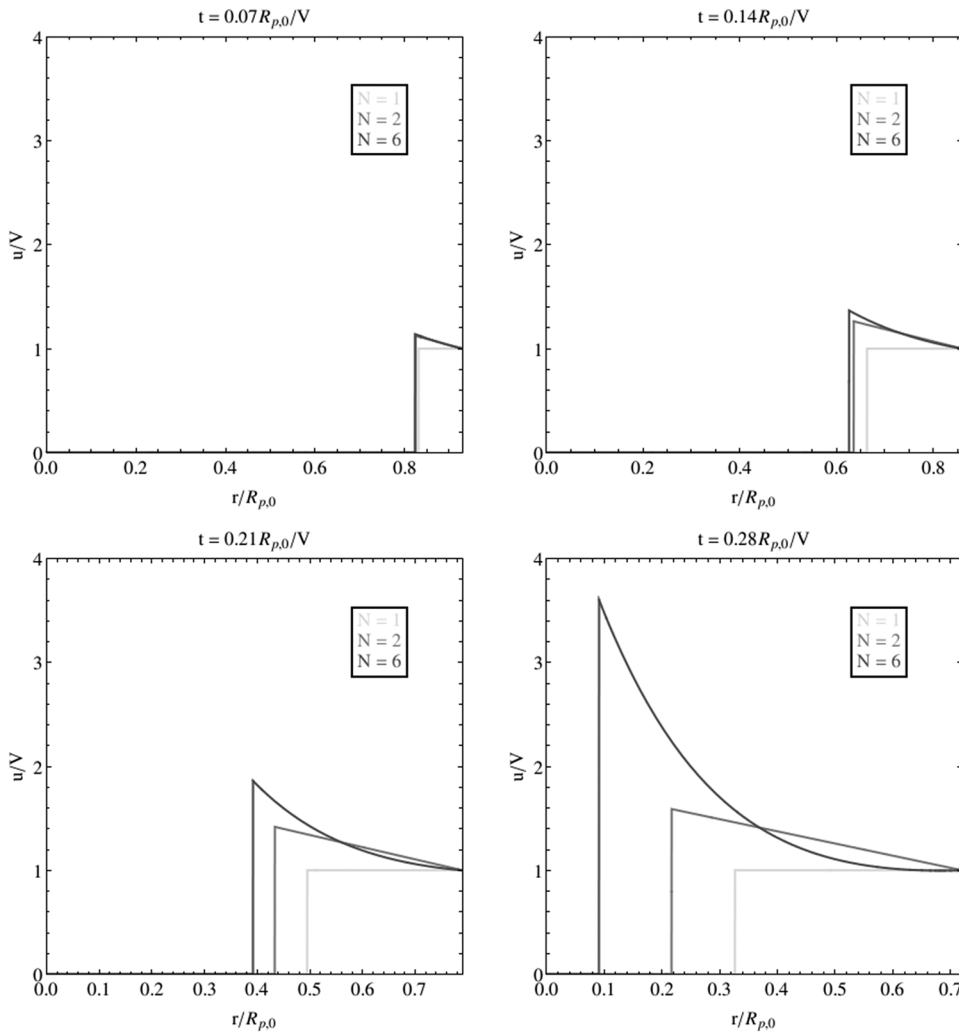 t = 0.07R_{p,0}/V
4
3
2
1
0
u/V
N = 1
N = 2
N = 6
0.0 0.2 0.4 0.6 0.8
r/R_{p,0}
t = 0.14R_{p,0}/V
4
3
2
1
0
u/V
N = 1
N = 2
N = 6
0.0 0.2 0.4 0.6 0.8
r/R_{p,0}
t = 0.21R_{p,0}/V
4
3
2
1
0
u/V
N = 1
N = 2
N = 6
0.0 0.1 0.2 0.3 0.4 0.5 0.6 0.7
r/R_{p,0}
t = 0.28R_{p,0}/V
4
3
2
1
0
u/V
N = 1
N = 2
N = 6
0.0 0.1 0.2 0.3 0.4 0.5 0.6 0.7
r/R_{p,0}